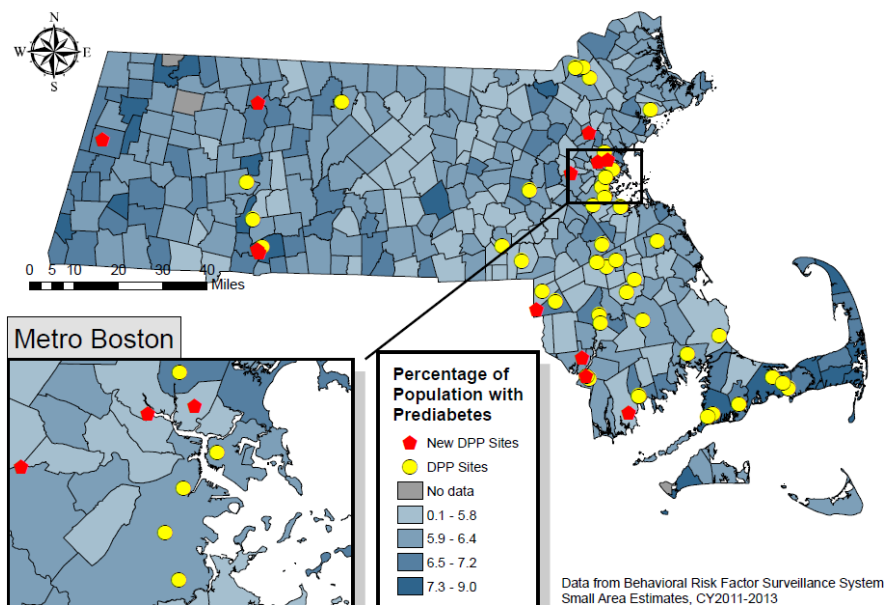 N
W E
S
0 5 10 20 30 40
Miles
Metro Boston
Percentage of
Population with
Prediabetes
New DPP Sites
DPP Sites
No data
0.1 - 5.8
5.9 - 6.4
6.5 - 7.2
7.3 - 9.0
Data from Behavioral Risk Factor Surveillance System
Small Area Estimates, CY2011-2013